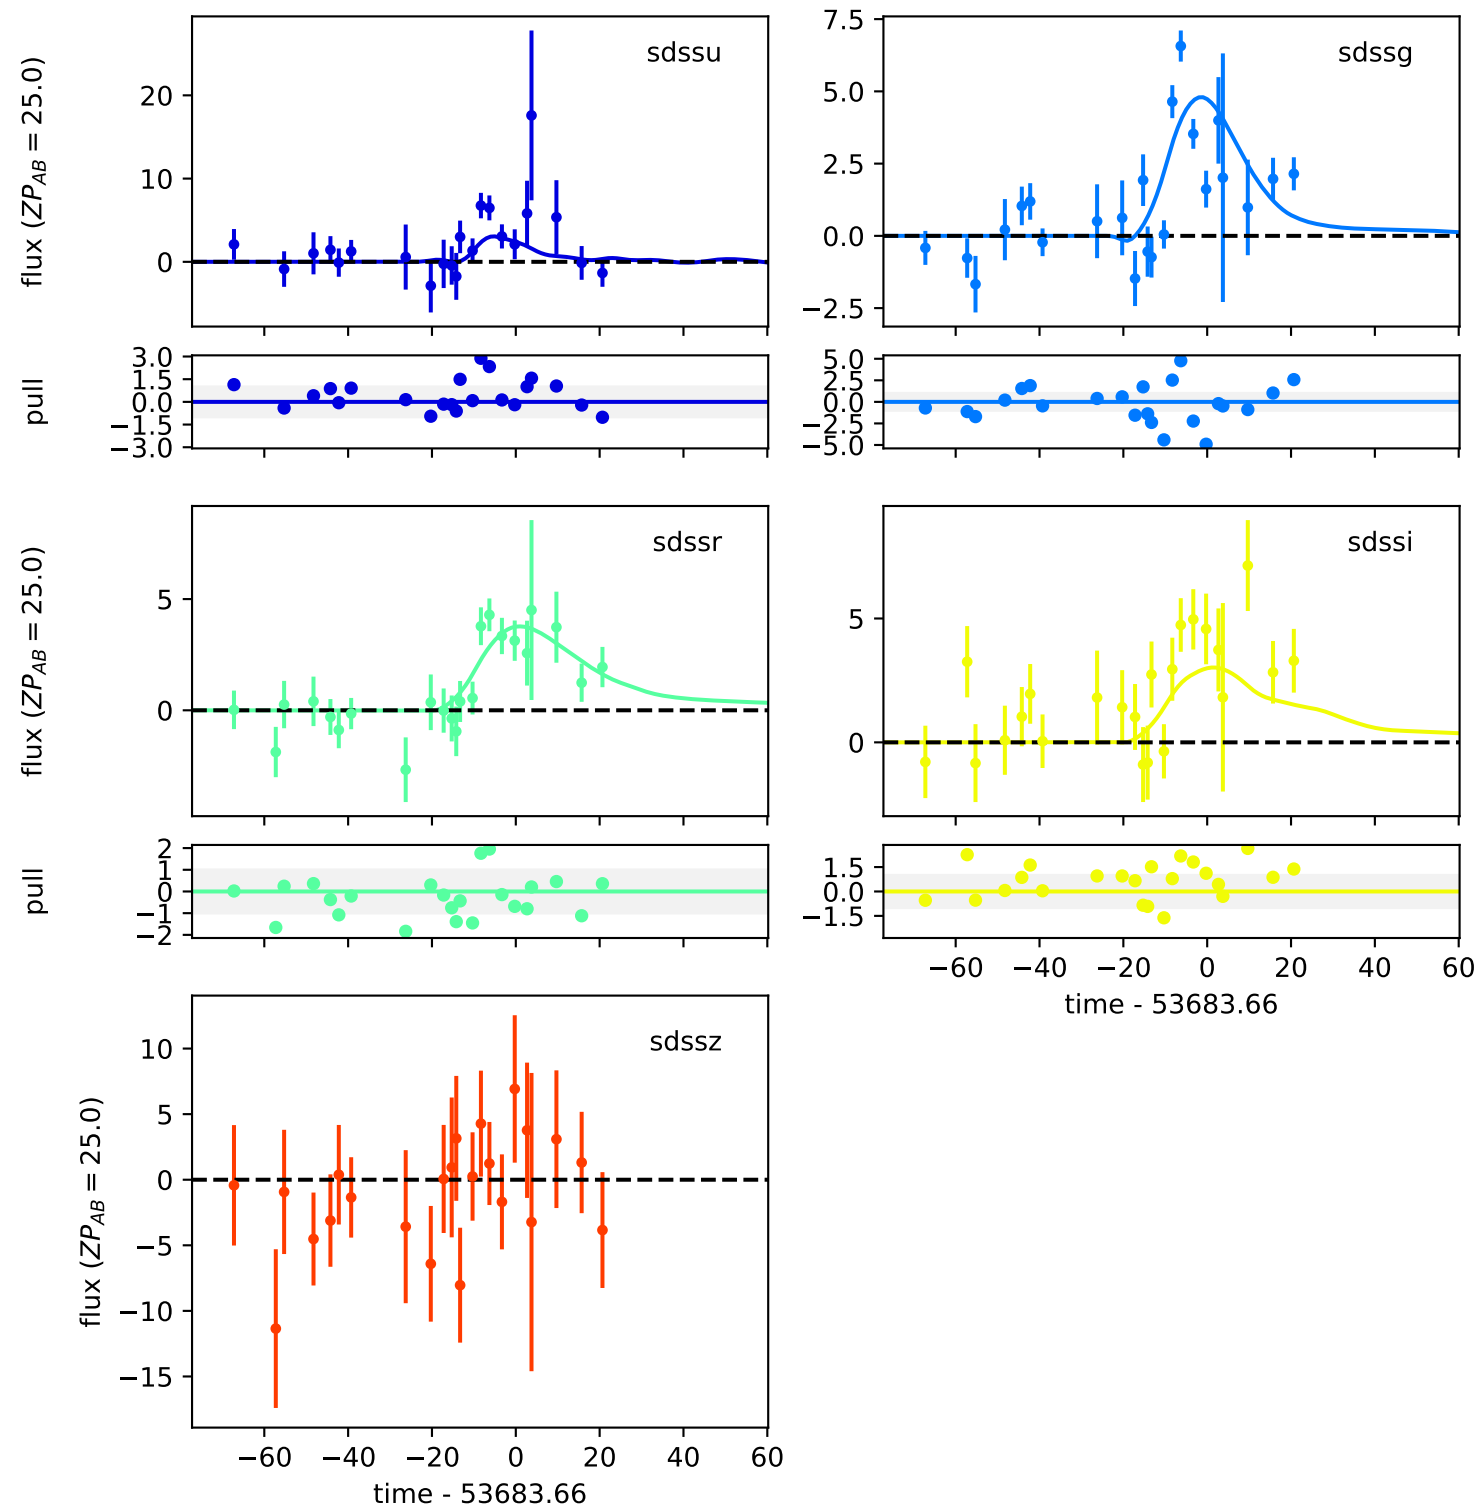 flux (ZP_AB = 25.0)
20
10
0
sdssu
7.5
5.0
2.5
0.0
−2.5
sdssg
pull
3.0
1.5
0.0
−1.5
−3.0
5.0
2.5
0.0
−2.5
−5.0
flux (ZP_AB = 25.0)
5
0
sdssr
5
0
sdssi
pull
2
1
0
−1
−2
1.5
0.0
−1.5
−60 −40 −20 0 20 40 60
time - 53683.66
flux (ZP_AB = 25.0)
10
5
0
−5
−10
−15
sdssz
−60 −40 −20 0 20 40 60
time - 53683.66